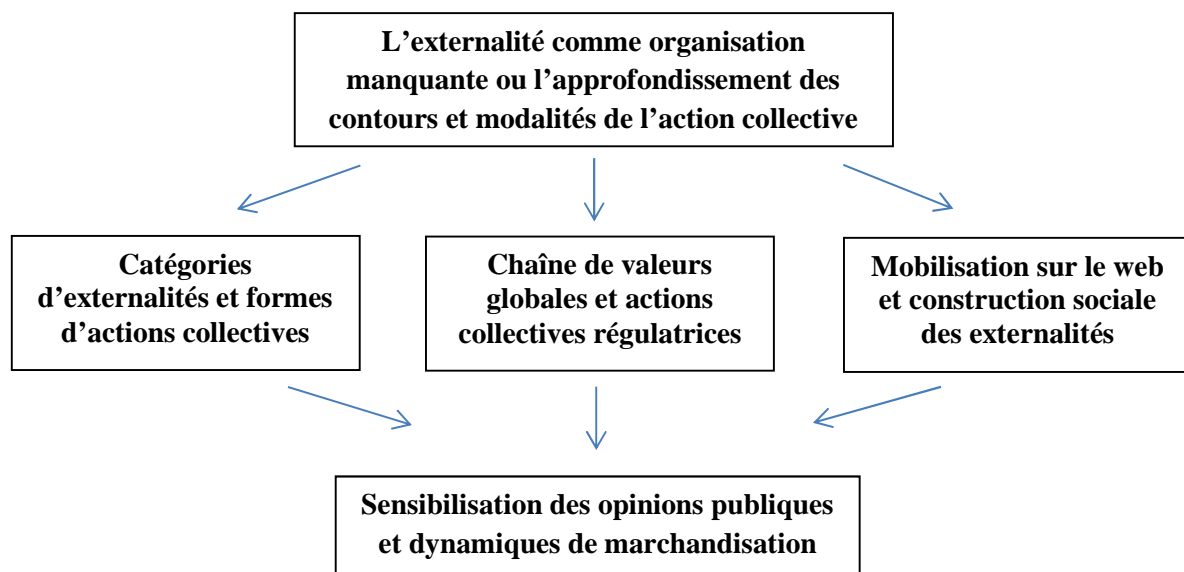 L’externalité comme organisation
manquante ou l’approfondissement des
contours et modalités de l’action collective
Catégories
d’externalités et formes
d’actions collectives
Chaîne de valeurs
globales et actions
collectives régulatrices
Mobilisation sur le web
et construction sociale
des externalités
Sensibilisation des opinions publiques
et dynamiques de marchandisation